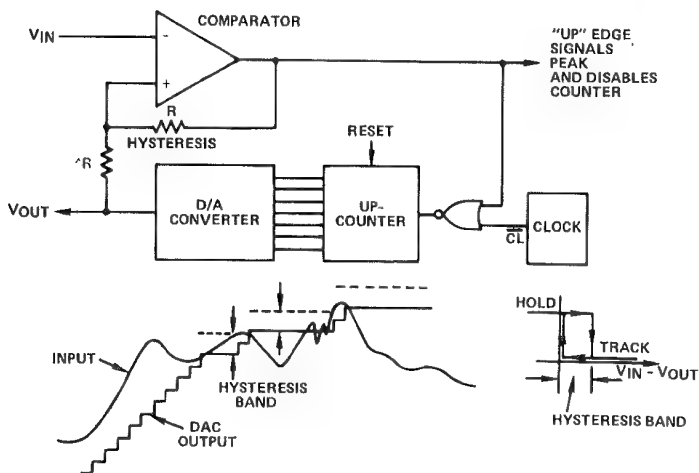 COMPARATOR
VIN
-
+
"UP" EDGE
SIGNALS
PEAK
AND DISABLES
COUNTER
R
HYSTERESIS
RESET
^R
VOUT
D/A
CONVERTER
UP-
COUNTER
CL
CLOCK
INPUT
HYSTERESIS
BAND
DAC
OUTPUT
HOLD
TRACK
VIN - VOUT
HYSTERESIS BAND